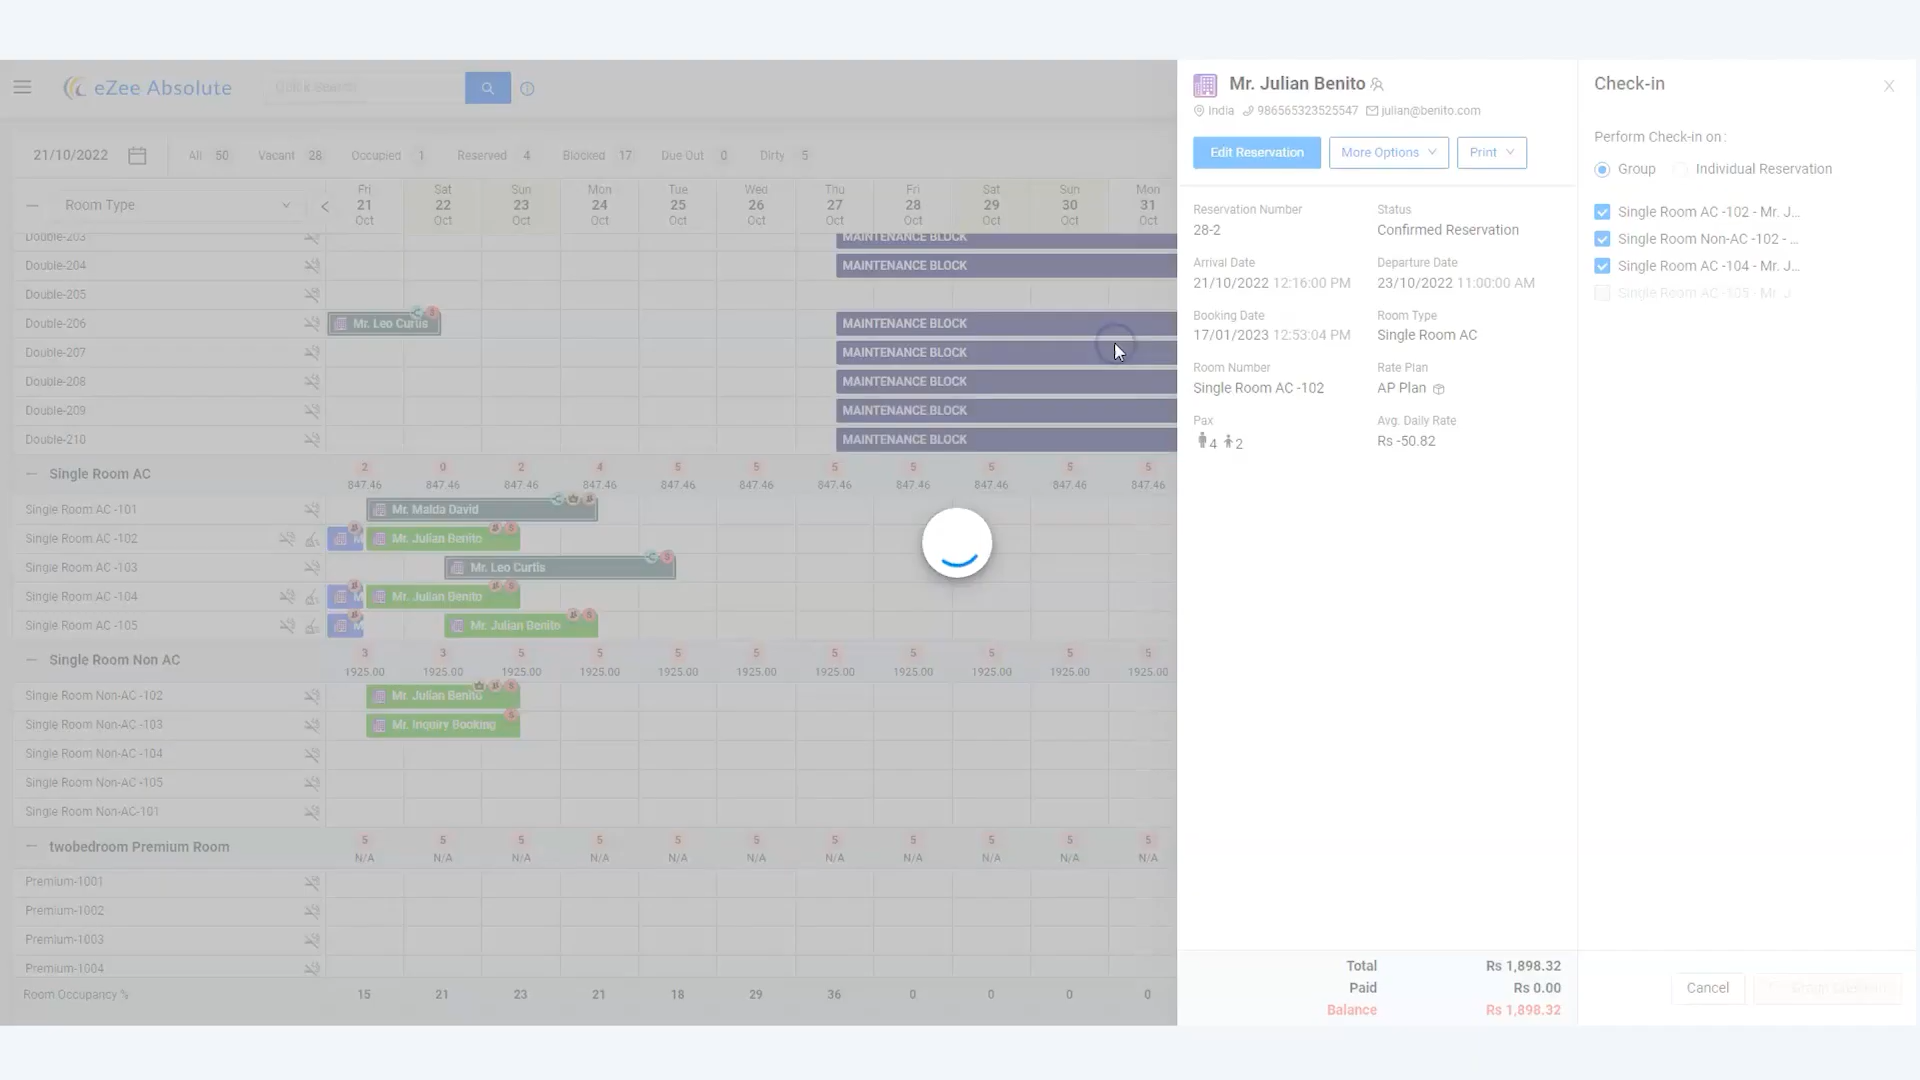 eZee Absolute
Quick Search
21/10/2022
All 50 Vacant 28 Occupied 1 Reserved 4 Blocked 17 Due Out 0 Dirty 5
Room Type
Fri Sat Sun Mon Tue Wed Thu Fri Sat Sun Mon
21 22 23 24 25 26 27 28 29 30 31
Oct Oct Oct Oct Oct Oct Oct Oct Oct Oct Oct
Double-203 MAINTENANCE BLOCK
Double-204 MAINTENANCE BLOCK
Double-205
Double-206 Mr. Leo Curtis MAINTENANCE BLOCK
Double-207 MAINTENANCE BLOCK
Double-208 MAINTENANCE BLOCK
Double-209 MAINTENANCE BLOCK
Double-210 MAINTENANCE BLOCK
Single Room AC 2 0 2 4 5 5 5 5 5 5 5
847.46 847.46 847.46 847.46 847.46 847.46 847.46 847.46 847.46 847.46 847.46
Single Room AC -101 Mr. Malda David
Single Room AC -102 M Mr. Julian Benito
Single Room AC -103 Mr. Leo Curtis
Single Room AC -104 M Mr. Julian Benito
Single Room AC -105 M Mr. Julian Benito
Single Room Non AC 3 3 5 5 5 5 5 5 5 5 5
1925.00 1925.00 1925.00 1925.00 1925.00 1925.00 1925.00 1925.00 1925.00 1925.00 1925.00
Single Room Non-AC -102 Mr. Julian Benito
Single Room Non-AC -103 Mr. Inquiry Booking
Single Room Non-AC -104
Single Room Non-AC -105
Single Room Non-AC-101
twobedroom Premium Room 5 5 5 5 5 5 5 5 5 5 5
N/A N/A N/A N/A N/A N/A N/A N/A N/A N/A N/A
Premium-1001
Premium-1002
Premium-1003
Premium-1004
Room Occupancy % 15 21 23 21 18 29 36 0 0 0 0
Mr. Julian Benito
India 986565323525547 julian@benito.com
Edit Reservation More Options Print
Reservation Number Status
28-2 Confirmed Reservation
Arrival Date Departure Date
21/10/2022 12:16:00 PM 23/10/2022 11:00:00 AM
Booking Date Room Type
17/01/2023 12:53:04 PM Single Room AC
Room Number Rate Plan
Single Room AC -102 AP Plan
Pax Avg. Daily Rate
4 2 Rs -50.82
Total Rs 1,898.32
Paid Rs 0.00
Balance Rs 1,898.32
Check-in
Perform Check-in on :
Group Individual Reservation
Single Room AC -102 - Mr. J...
Single Room Non-AC -102 - ...
Single Room AC -104 - Mr. J...
Single Room AC -105 - Mr. J
Cancel